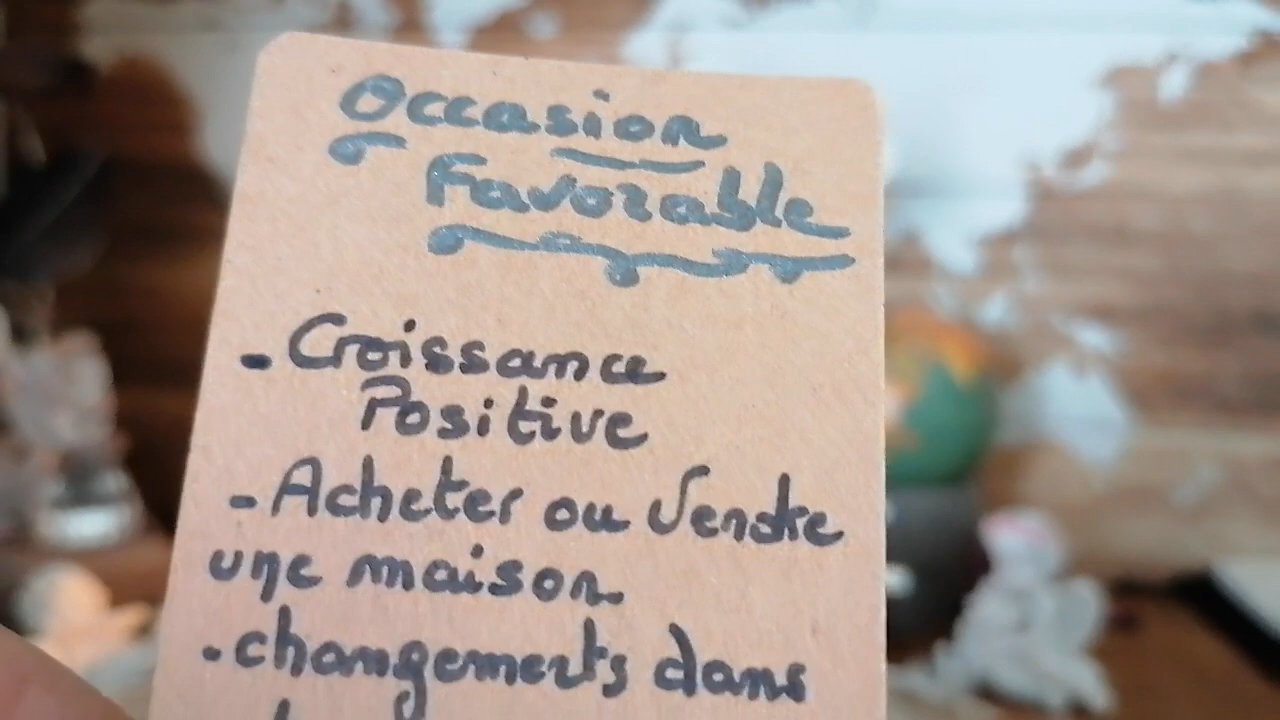 Occasion
Favorable
- Croissance
Positive
- Acheter ou Vendre
une maison
- changements dans